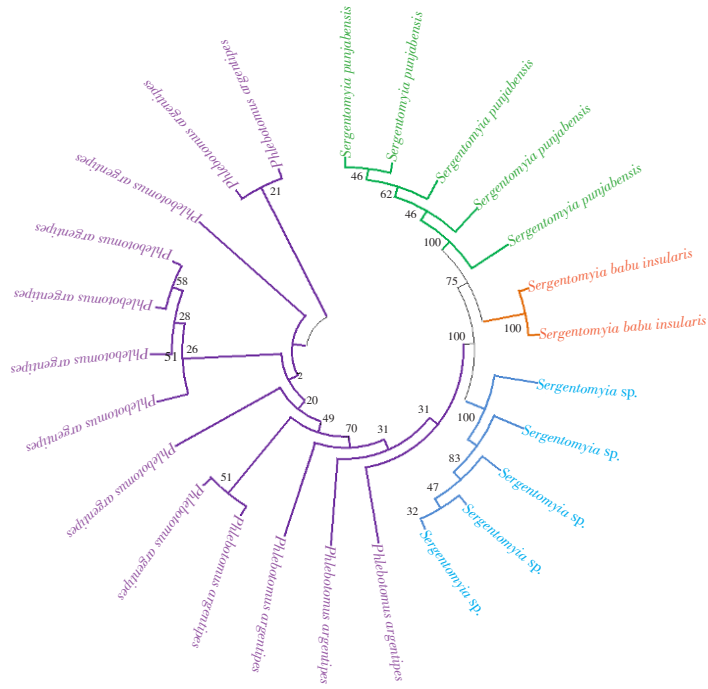 Sergentomyia punjabensis
Sergentomyia punjabensis
Sergentomyia punjabensis
Sergentomyia punjabensis
Sergentomyia punjabensis
Sergentomyia babu insularis
Sergentomyia babu insularis
Sergentomyia sp.
Sergentomyia sp.
Sergentomyia sp.
Sergentomyia sp.
Sergentomyia sp.
Phlebotomus argentipes
Phlebotomus argentipes
Phlebotomus argentipes
Phlebotomus argentipes
Phlebotomus argentipes
Phlebotomus argentipes
Phlebotomus argentipes
Phlebotomus argentipes
Phlebotomus argentipes
Phlebotomus argentipes
Phlebotomus argentipes
Phlebotomus argentipes
Phlebotomus argentipes
46
62
46
100
75
100
100
100
83
47
32
31
31
70
49
20
2
51
26
51
28
58
21